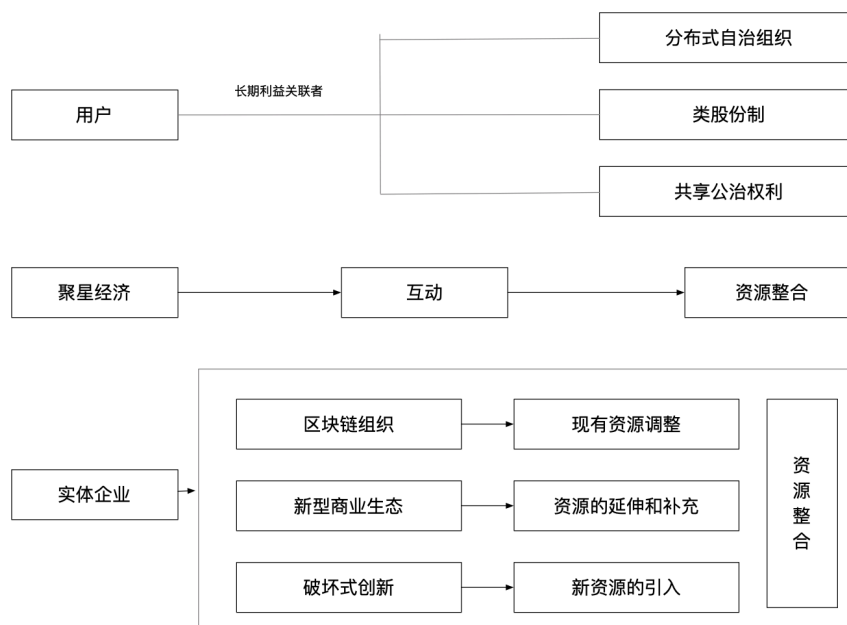 分布式自治组织
长期利益关联者
用户
类股份制
共享公治权利
聚星经济
互动
资源整合
区块链组织
现有资源调整
实体企业
新型商业生态
资源的延伸和补充
资源整合
破坏式创新
新资源的引入